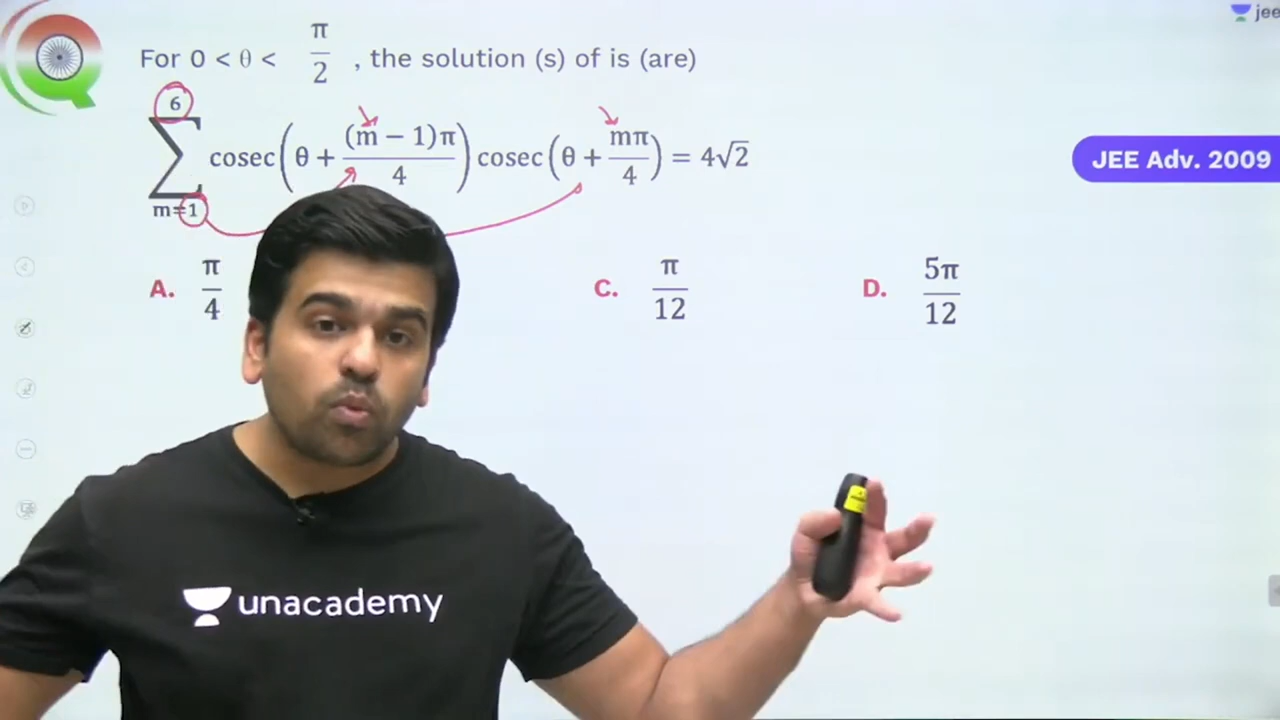 jee
For 0 < θ < π/2 , the solution (s) of is (are)
6
∑ cosec(θ + (m − 1)π/4) cosec(θ + mπ/4) = 4√2
m=1
JEE Adv. 2009
A. π/4
C. π/12
D. 5π/12
unacademy